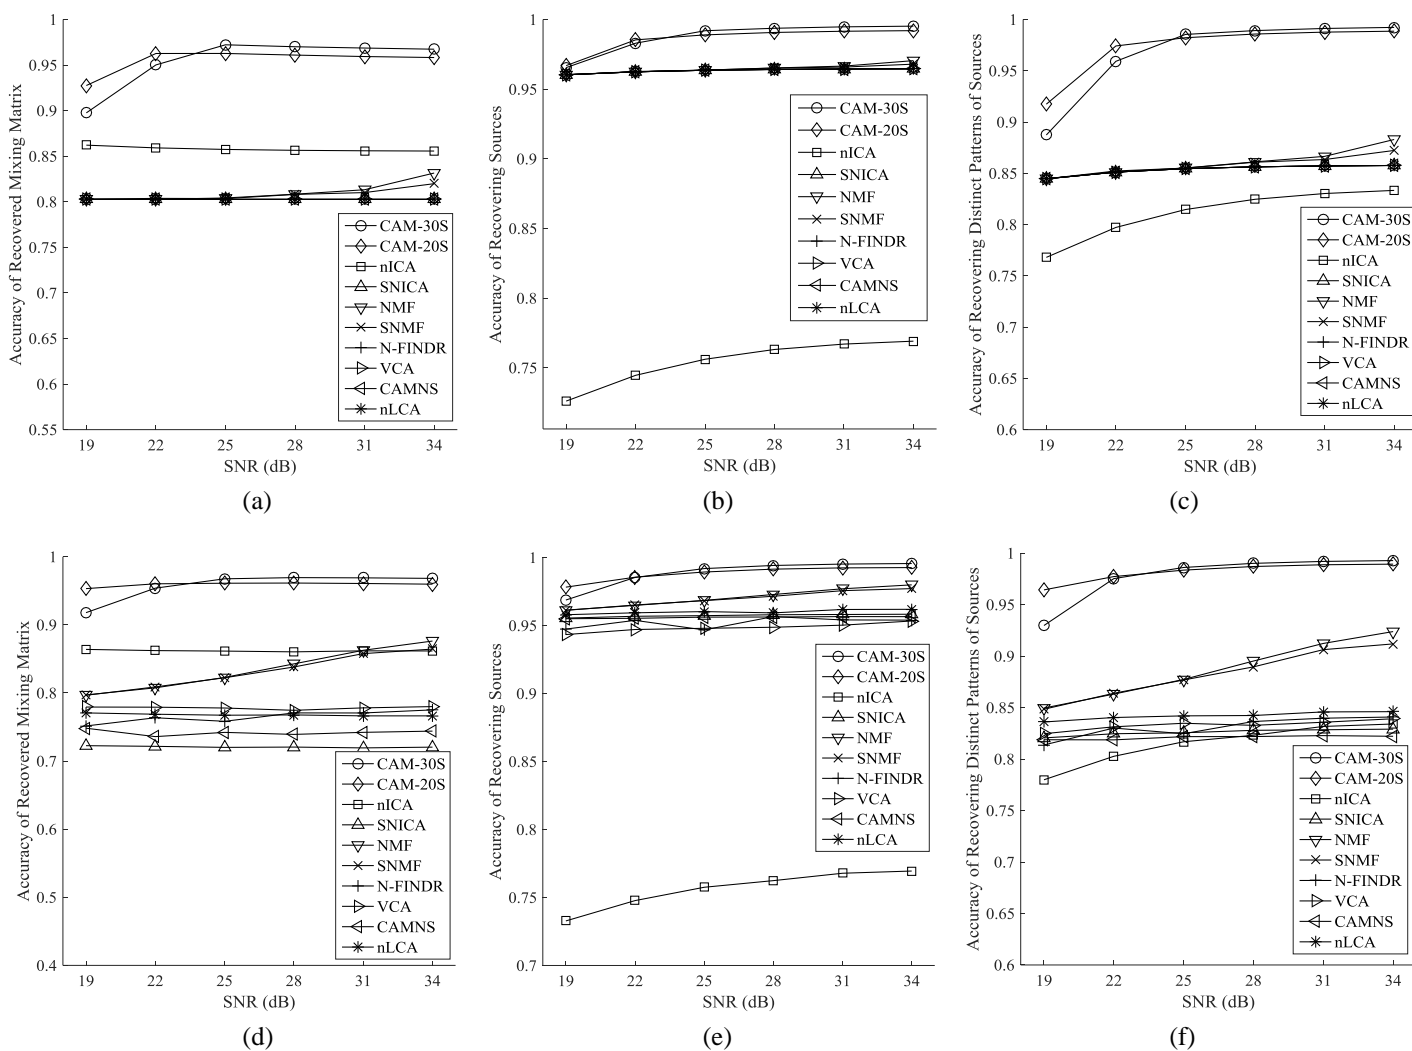 Accuracy of Recovered Mixing Matrix
1
0.95
0.9
0.85
0.8
0.75
0.7
0.65
0.6
0.55
19 22 25 28 31 34
SNR (dB)
CAM-30S
CAM-20S
nICA
SNICA
NMF
SNMF
N-FINDR
VCA
CAMNS
nLCA
(a)
Accuracy of Recovering Sources
1
0.95
0.9
0.85
0.8
0.75
19 22 25 28 31 34
SNR (dB)
CAM-30S
CAM-20S
nICA
SNICA
NMF
SNMF
N-FINDR
VCA
CAMNS
nLCA
(b)
Accuracy of Recovering Distinct Patterns of Sources
1
0.95
0.9
0.85
0.8
0.75
0.7
0.65
0.6
19 22 25 28 31 34
SNR (dB)
CAM-30S
CAM-20S
nICA
SNICA
NMF
SNMF
N-FINDR
VCA
CAMNS
nLCA
(c)
Accuracy of Recovered Mixing Matrix
1
0.9
0.8
0.7
0.6
0.5
0.4
19 22 25 28 31 34
SNR (dB)
CAM-30S
CAM-20S
nICA
SNICA
NMF
SNMF
N-FINDR
VCA
CAMNS
nLCA
(d)
Accuracy of Recovering Sources
1
0.95
0.9
0.85
0.8
0.75
0.7
19 22 25 28 31 34
SNR (dB)
CAM-30S
CAM-20S
nICA
SNICA
NMF
SNMF
N-FINDR
VCA
CAMNS
nLCA
(e)
Accuracy of Recovering Distinct Patterns of Sources
1
0.95
0.9
0.85
0.8
0.75
0.7
0.65
0.6
19 22 25 28 31 34
SNR (dB)
CAM-30S
CAM-20S
nICA
SNICA
NMF
SNMF
N-FINDR
VCA
CAMNS
nLCA
(f)